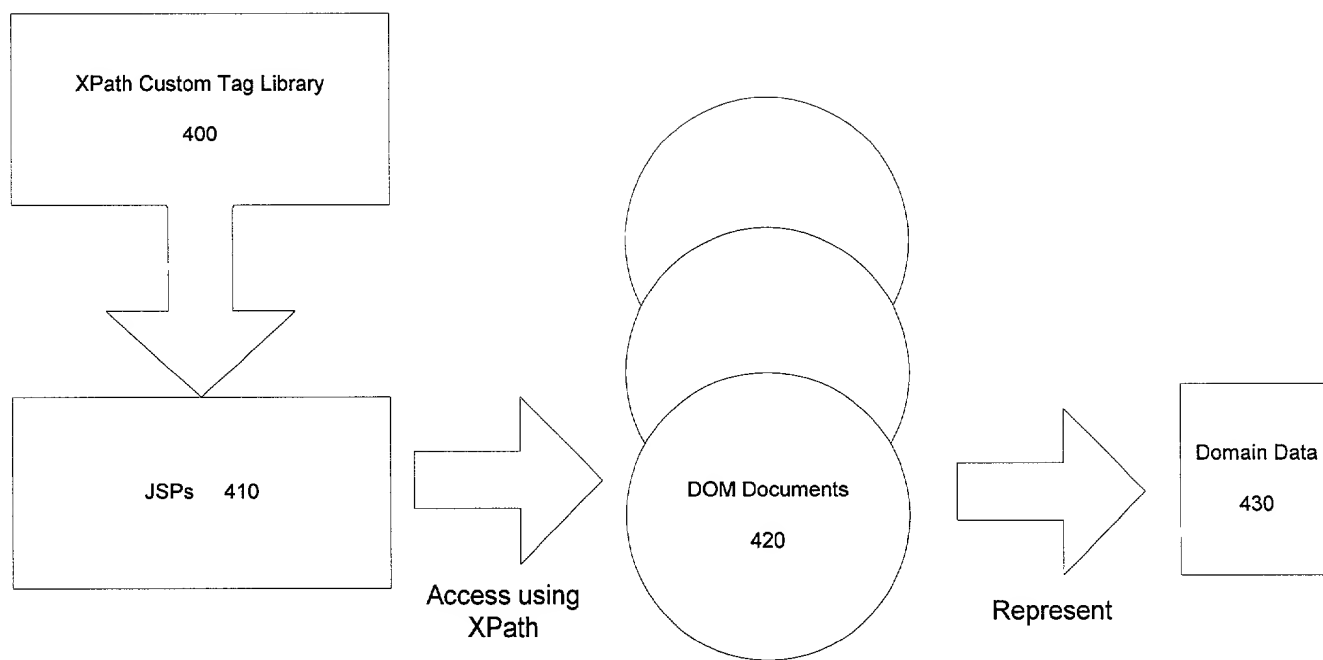 XPath Custom Tag Library
400
JSPs 410
Access using
XPath
DOM Documents
420
Represent
Domain Data
430